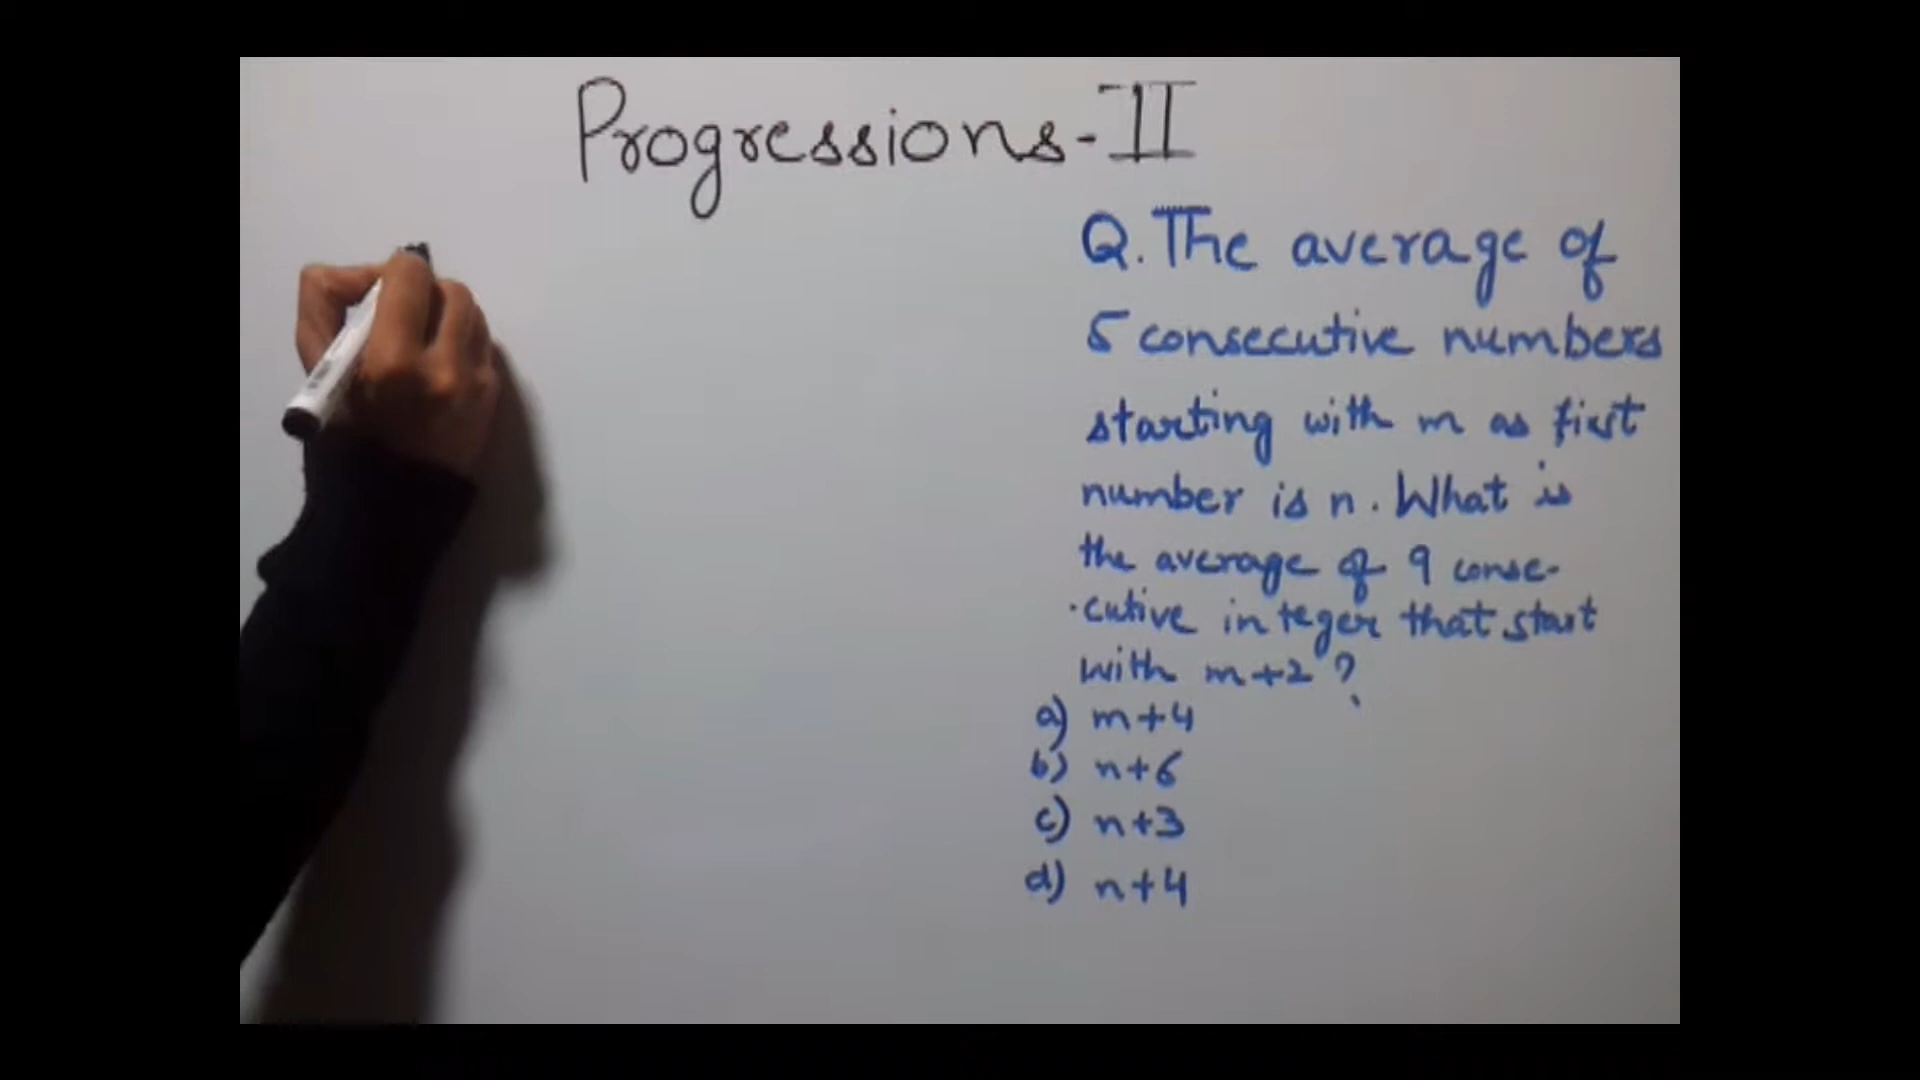 Progressions-II
Q. The average of
5 consecutive numbers
starting with m as first
number is n. What is
the average of 9 conse-
-cutive integer that start
with m+2?
a) m+4
b) n+6
c) n+3
d) n+4